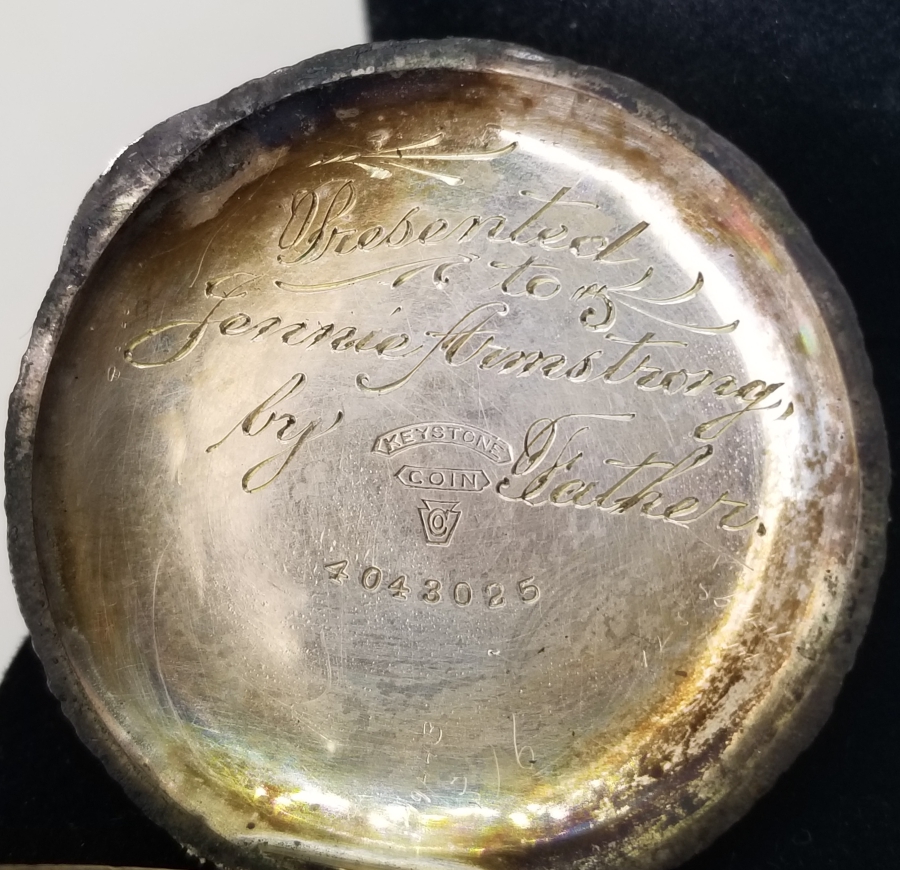 Presented
to
Jennie Armstrong,
by Father.
KEYSTONE
COIN
C
4043025